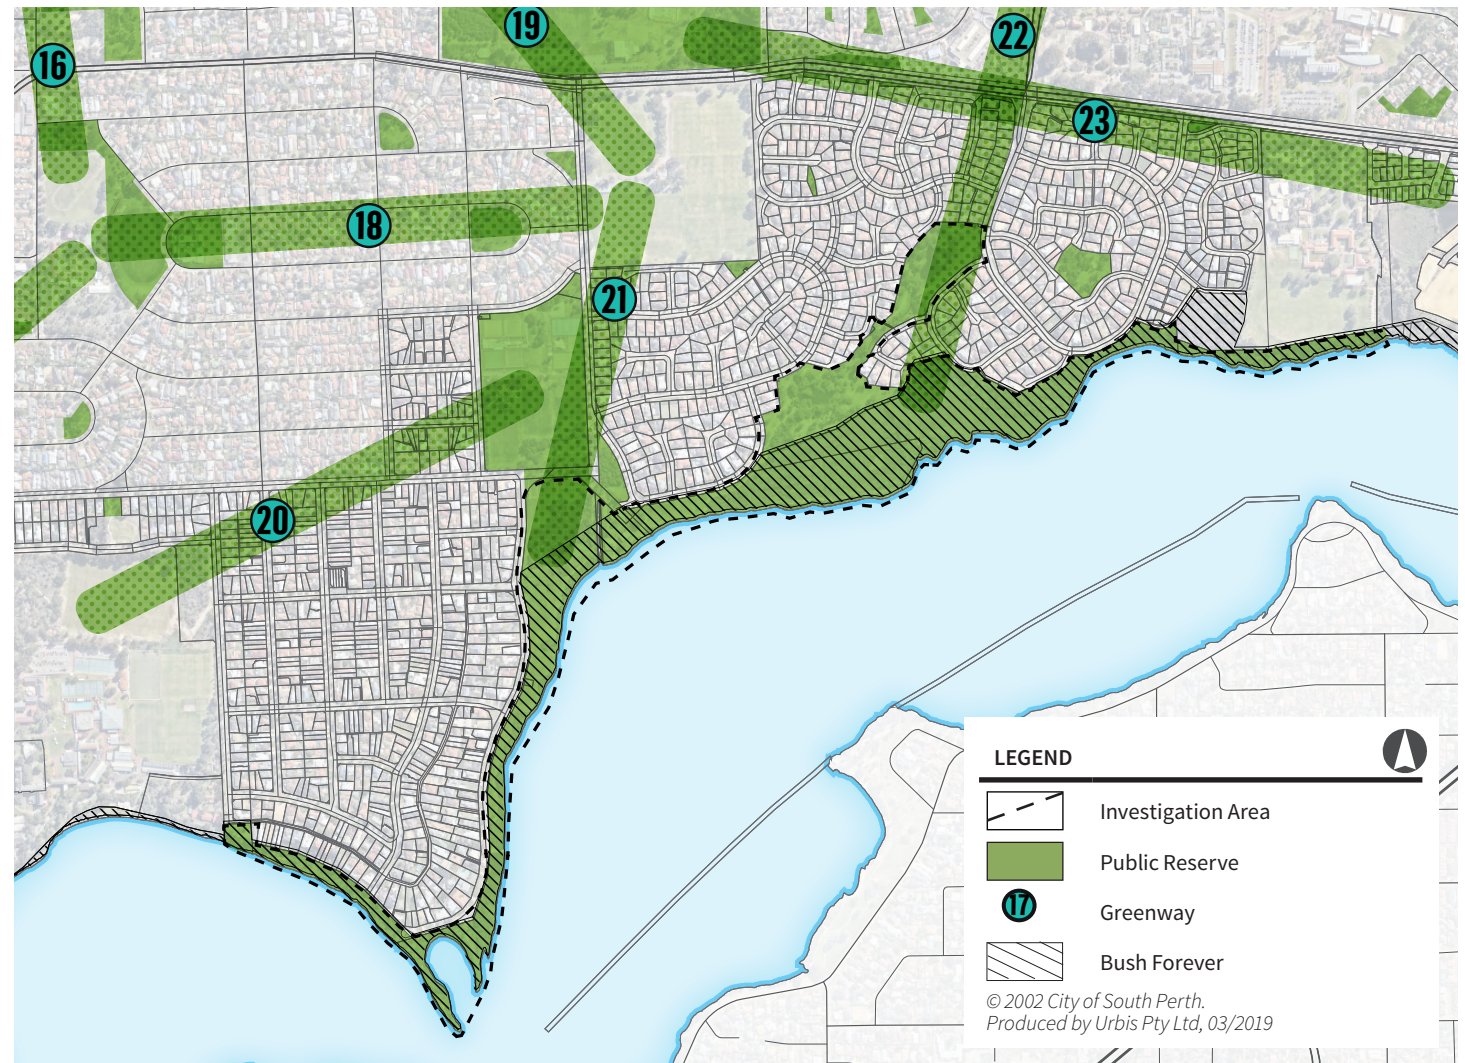 19
22
16
23
18
21
20
LEGEND
Investigation Area
Public Reserve
17
Greenway
Bush Forever
© 2002 City of South Perth.
Produced by Urbis Pty Ltd, 03/2019